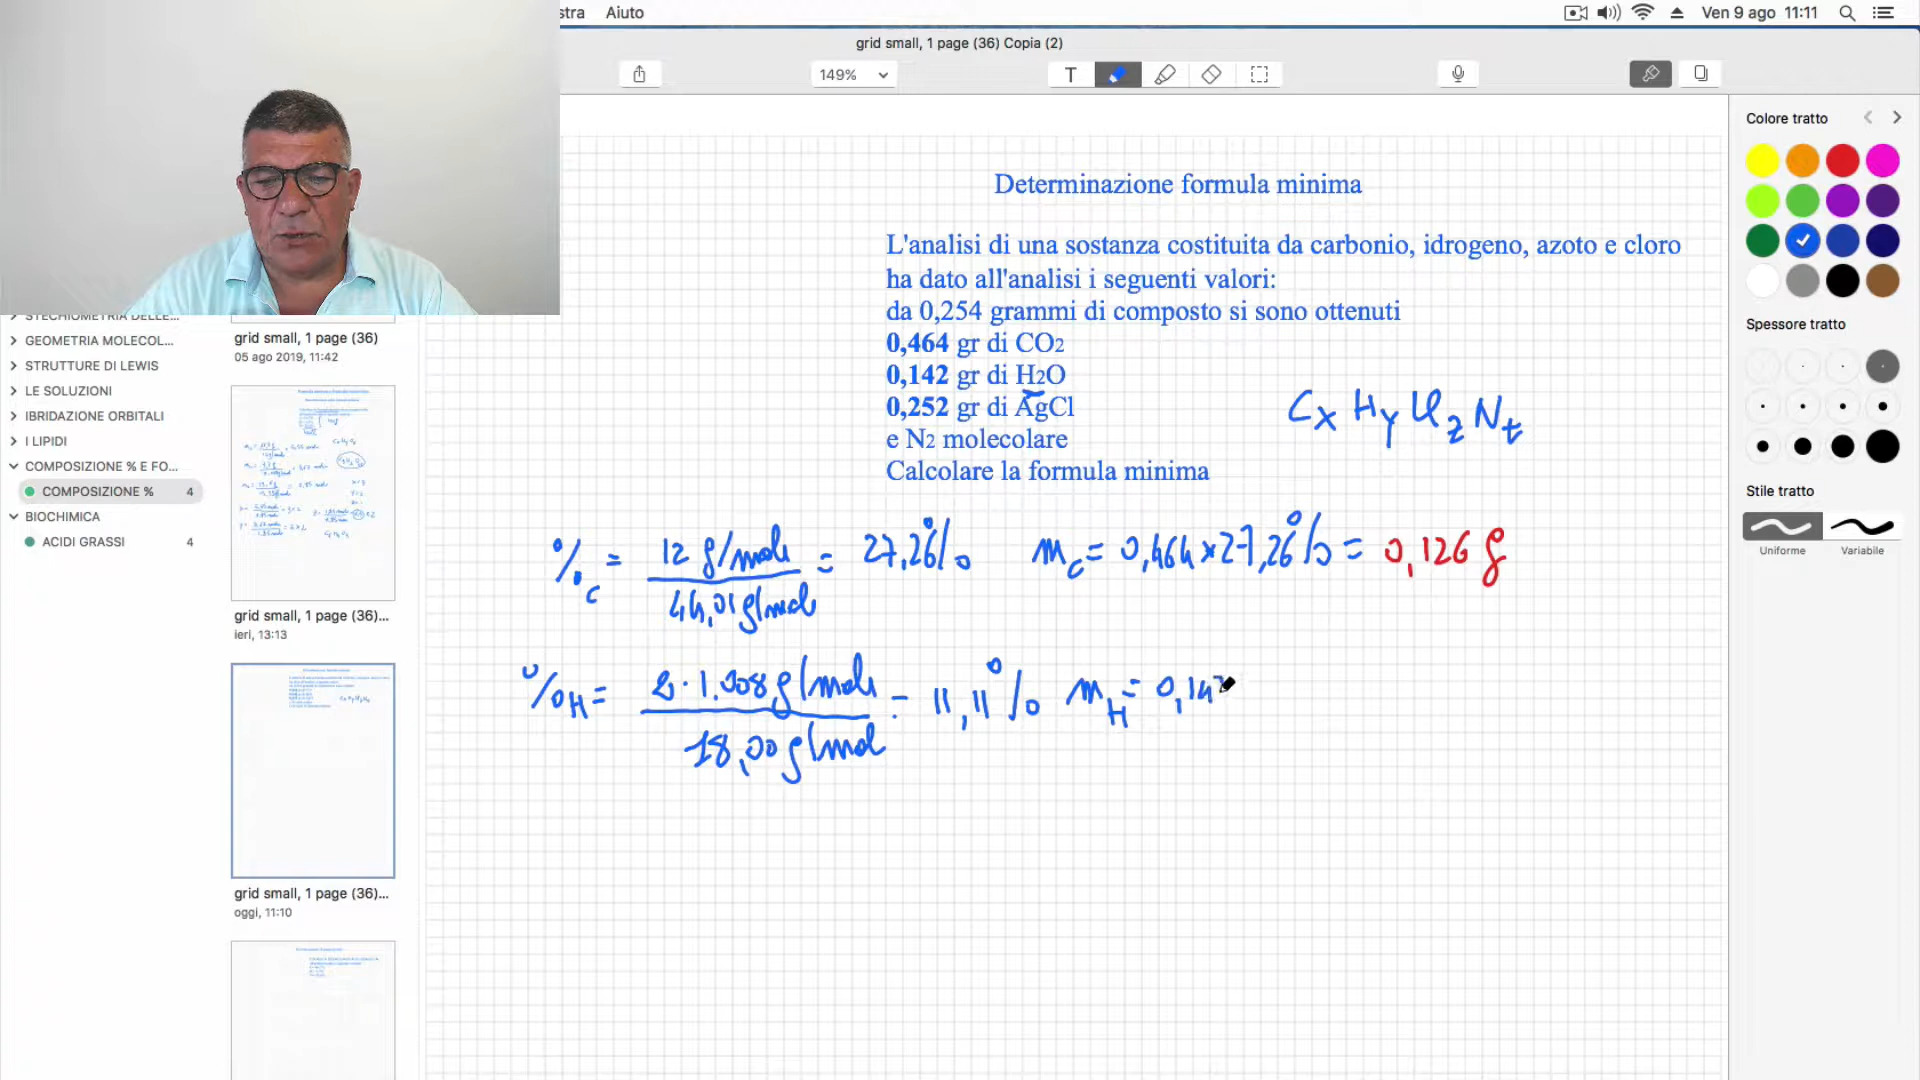 stra Aiuto Ven 9 ago 11:11
grid small, 1 page (36) Copia (2)
149% T
Colore tratto
Spessore tratto
Stile tratto
Uniforme Variabile
GEOMETRIA MOLECOL...
STRUTTURE DI LEWIS
LE SOLUZIONI
IBRIDAZIONE ORBITALI
I LIPIDI
COMPOSIZIONE % E FO...
COMPOSIZIONE % 4
BIOCHIMICA
ACIDI GRASSI 4
grid small, 1 page (36)
05 ago 2019, 11:42
grid small, 1 page (36)...
ieri, 13:13
grid small, 1 page (36)...
oggi, 11:10
Determinazione formula minima
L'analisi di una sostanza costituita da carbonio, idrogeno, azoto e cloro
ha dato all'analisi i seguenti valori:
da 0,254 grammi di composto si sono ottenuti
0,464 gr di CO2
0,142 gr di H2O
0,252 gr di AgCl
e N2 molecolare
Calcolare la formula minima
Cx Hy Clz Nt
%C = 12 g/mole / 44,01 g/mole = 27,26% mC = 0,464 x 27,26% = 0,126 g
%H = 2 · 1.008 g/mole / 18,00 g/mol = 11,11% mH = 0,14